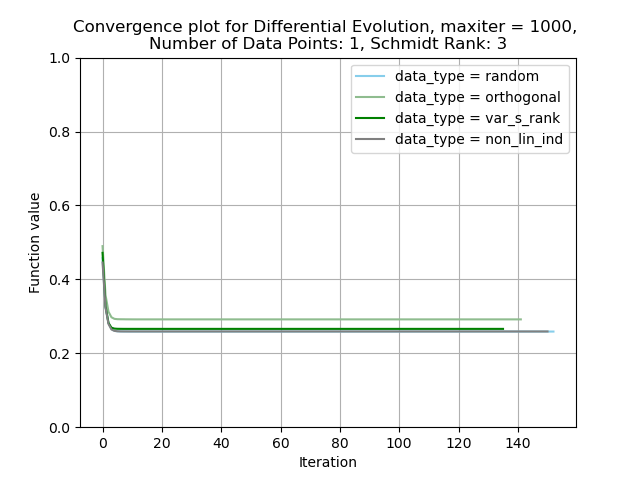 Convergence plot for Differential Evolution, maxiter = 1000,
Number of Data Points: 1, Schmidt Rank: 3
1.0
0.8
0.6
0.4
0.2
0.0
Function value
data_type = random
data_type = orthogonal
data_type = var_s_rank
data_type = non_lin_ind
0 20 40 60 80 100 120 140
Iteration